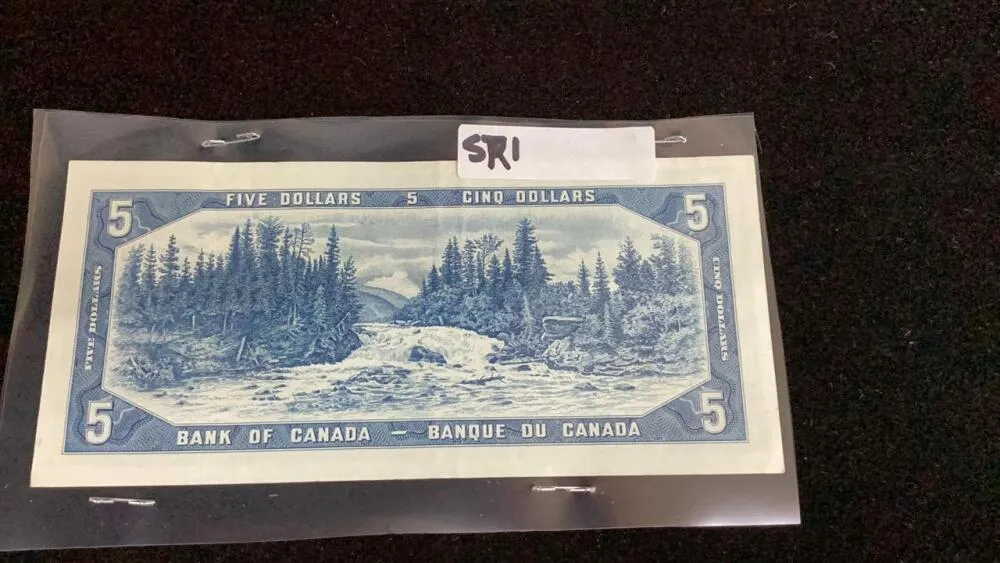 SR1
FIVE DOLLARS 5 CINQ DOLLARS
5
5
FIVE DOLLARS
CINQ DOLLARS
5
5
BANK OF CANADA — BANQUE DU CANADA